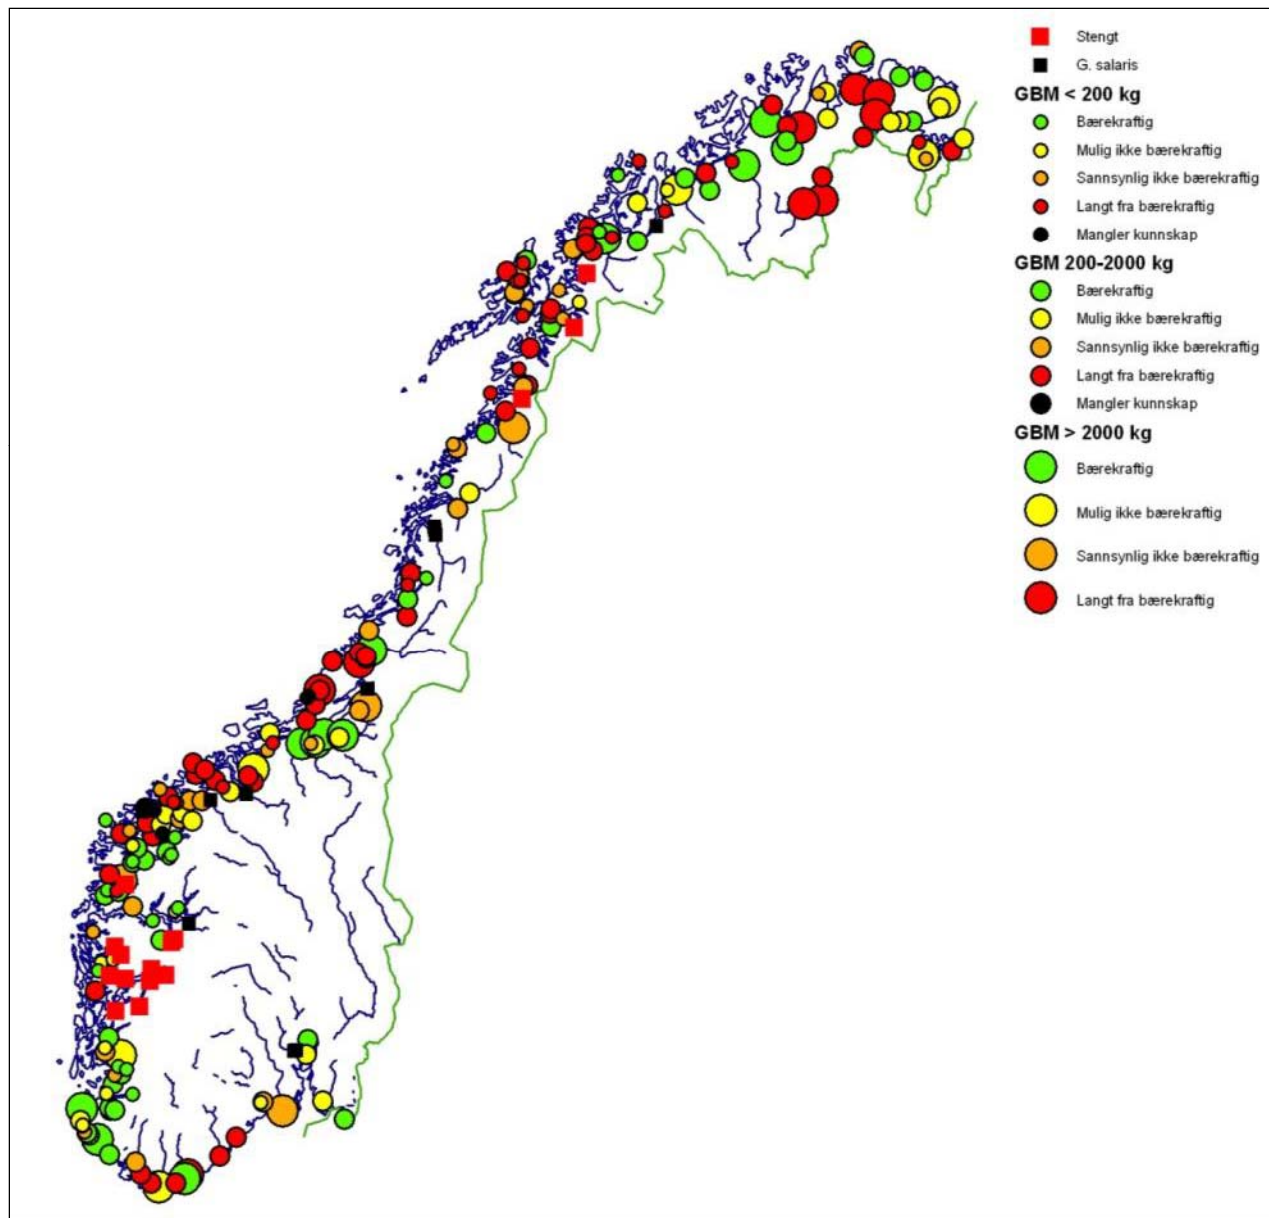 Stengt
G. salaris
GBM < 200 kg
Bærekraftig
Mulig ikke bærekraftig
Sannsynlig ikke bærekraftig
Langt fra bærekraftig
Mangler kunnskap
GBM 200-2000 kg
Bærekraftig
Mulig ikke bærekraftig
Sannsynlig ikke bærekraftig
Langt fra bærekraftig
Mangler kunnskap
GBM > 2000 kg
Bærekraftig
Mulig ikke bærekraftig
Sannsynlig ikke bærekraftig
Langt fra bærekraftig